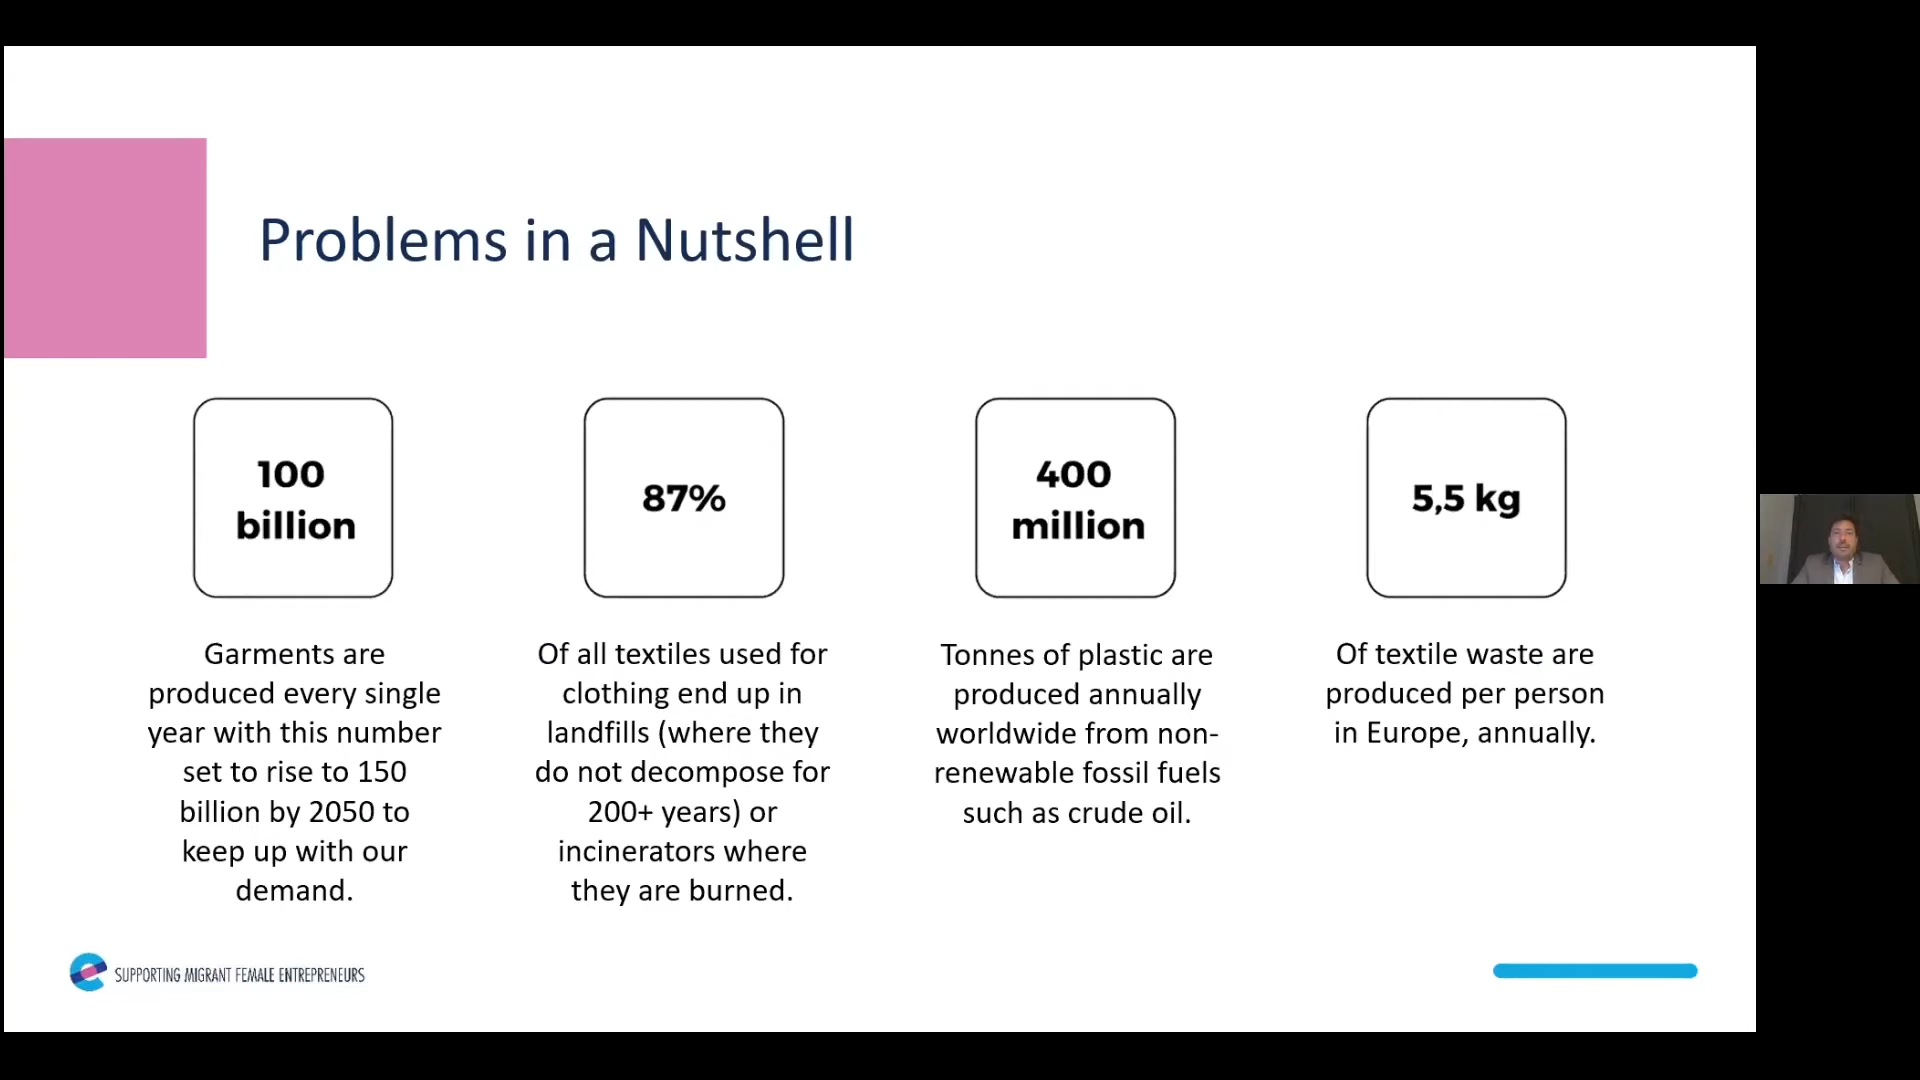 Problems in a Nutshell
100
billion
Garments are
produced every single
year with this number
set to rise to 150
billion by 2050 to
keep up with our
demand.
87%
Of all textiles used for
clothing end up in
landfills (where they
do not decompose for
200+ years) or
incinerators where
they are burned.
400
million
Tonnes of plastic are
produced annually
worldwide from non-
renewable fossil fuels
such as crude oil.
5,5 kg
Of textile waste are
produced per person
in Europe, annually.
SUPPORTING MIGRANT FEMALE ENTREPRENEURS